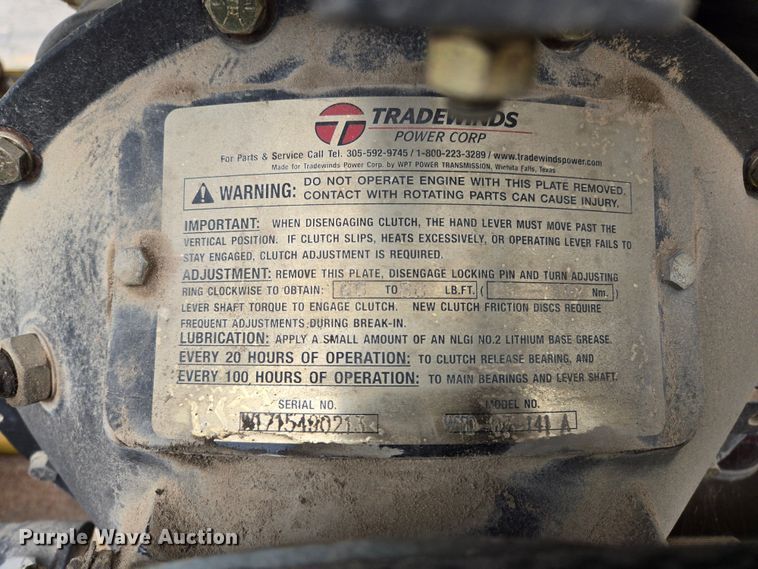 TRADEWINDS
POWER CORP
For Parts & Service Call Tel. 305-592-9745 / 1-800-223-3289 / www.tradewindspower.com
Made for Tradewinds Power Corp. by WPT POWER TRANSMISSION, Wichita Falls, Texas
WARNING: DO NOT OPERATE ENGINE WITH THIS PLATE REMOVED.
CONTACT WITH ROTATING PARTS CAN CAUSE INJURY.
IMPORTANT: WHEN DISENGAGING CLUTCH, THE HAND LEVER MUST MOVE PAST THE
VERTICAL POSITION. IF CLUTCH SLIPS, HEATS EXCESSIVELY, OR OPERATING LEVER FAILS TO
STAY ENGAGED, CLUTCH ADJUSTMENT IS REQUIRED.
ADJUSTMENT: REMOVE THIS PLATE, DISENGAGE LOCKING PIN AND TURN ADJUSTING
RING CLOCKWISE TO OBTAIN: TO LB.FT. ( Nm.)
LEVER SHAFT TORQUE TO ENGAGE CLUTCH. NEW CLUTCH FRICTION DISCS REQUIRE
FREQUENT ADJUSTMENTS DURING BREAK-IN.
LUBRICATION: APPLY A SMALL AMOUNT OF AN NLGI NO.2 LITHIUM BASE GREASE.
EVERY 20 HOURS OF OPERATION: TO CLUTCH RELEASE BEARING, AND
EVERY 100 HOURS OF OPERATION: TO MAIN BEARINGS AND LEVER SHAFT.
SERIAL NO. MODEL NO.
Purple Wave Auction